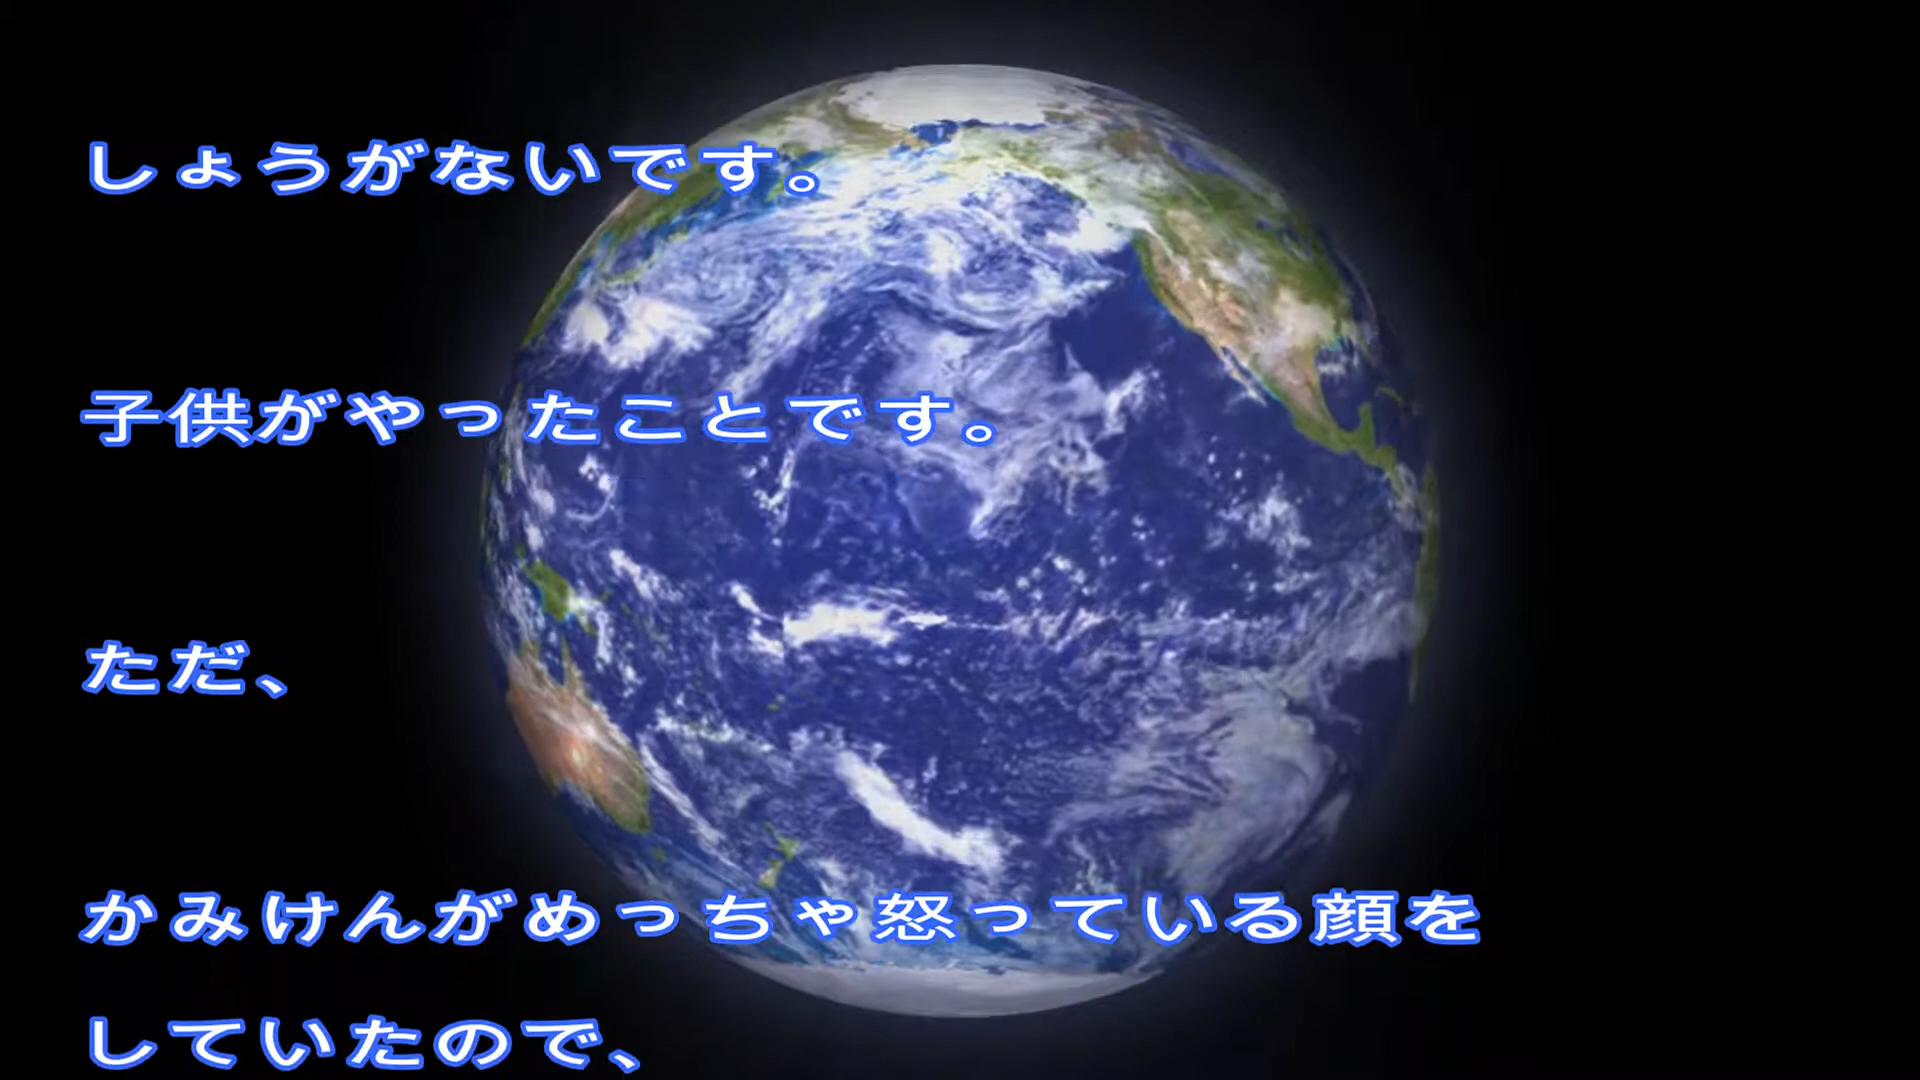 しょうがないです。
子供がやったことです。
ただ、
かみけんがめっちゃ怒っている顔を
していたので、